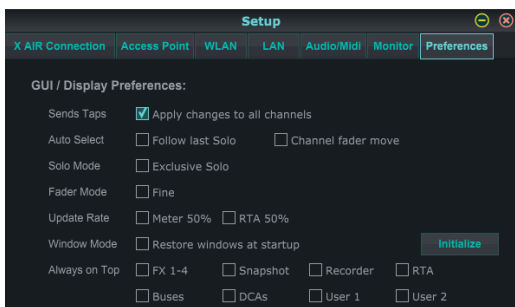 Setup
X AIR Connection Access Point WLAN LAN Audio/Midi Monitor Preferences
GUI / Display Preferences:
Sends Taps Apply changes to all channels
Auto Select Follow last Solo Channel fader move
Solo Mode Exclusive Solo
Fader Mode Fine
Update Rate Meter 50% RTA 50%
Window Mode Restore windows at startup Initialize
Always on Top FX 1-4 Snapshot Recorder RTA
Buses DCAs User 1 User 2